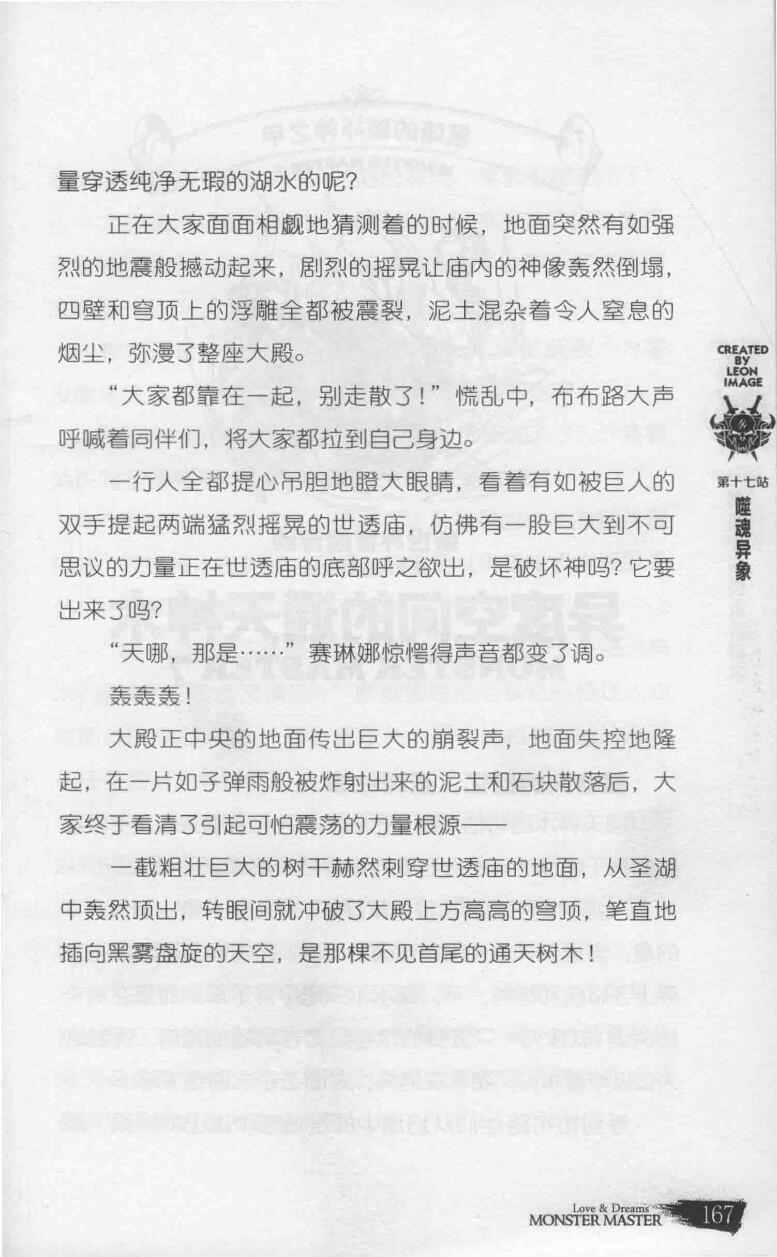 量穿透纯净无瑕的湖水的呢？
正在大家面面相觑地猜测着的时候，地面突然有如强
烈的地震般撼动起来，剧烈的摇晃让庙内的神像轰然倒塌，
四壁和穹顶上的浮雕全都被震裂，泥土混杂着令人窒息的
烟尘，弥漫了整座大殿。
“大家都靠在一起，别走散了！”慌乱中，布布路大声
呼喊着同伴们，将大家都拉到自己身边。
一行人全都提心吊胆地瞪大眼睛，看着有如被巨人的
双手提起两端猛烈摇晃的世透庙，仿佛有一股巨大到不可
思议的力量正在世透庙的底部呼之欲出，是破坏神吗？它要
出来了吗？
“天哪，那是……”赛琳娜惊愕得声音都变了调。
轰轰轰！
大殿正中央的地面传出巨大的崩裂声，地面失控地隆
起，在一片如子弹雨般被炸射出来的泥土和石块散落后，大
家终于看清了引起可怕震荡的力量根源——
一截粗壮巨大的树干赫然刺穿世透庙的地面，从圣湖
中轰然顶出，转眼间就冲破了大殿上方高高的穹顶，笔直地
插向黑雾盘旋的天空，是那棵不见首尾的通天树木！
CREATED
BY
LEON
IMAGE
第十七站
噬魂异象
Love & Dreams
MONSTER MASTER 167